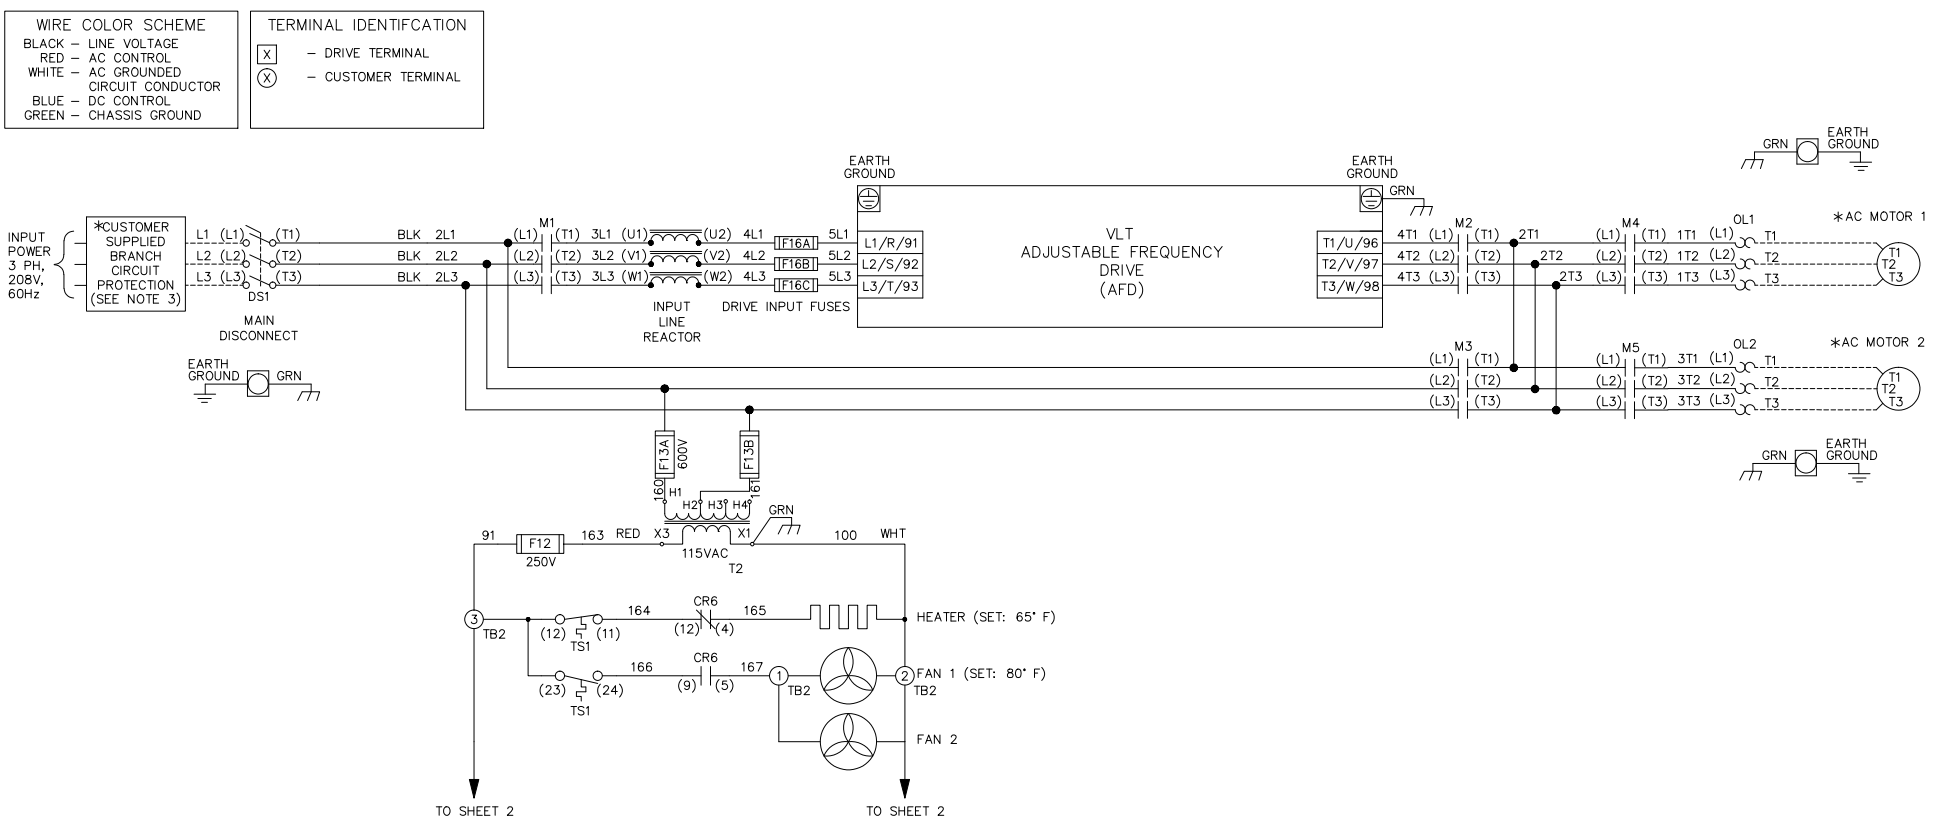 WIRE COLOR SCHEME
BLACK – LINE VOLTAGE
RED – AC CONTROL
WHITE – AC GROUNDED
CIRCUIT CONDUCTOR
BLUE – DC CONTROL
GREEN – CHASSIS GROUND
TERMINAL IDENTIFCATION
X – DRIVE TERMINAL
X – CUSTOMER TERMINAL
INPUT
POWER
3 PH,
208V,
60Hz
*CUSTOMER
SUPPLIED
BRANCH
CIRCUIT
PROTECTION
(SEE NOTE 3)
L1 (L1) (T1) BLK 2L1 (L1) M1 (T1) 3L1 (U1) (U2) 4L1 F16A 5L1 L1/R/91
L2 (L2) (T2) BLK 2L2 (L2) (T2) 3L2 (V1) (V2) 4L2 F16B 5L2 L2/S/92
L3 (L3) (T3) BLK 2L3 (L3) (T3) 3L3 (W1) (W2) 4L3 F16C 5L3 L3/T/93
DS1
MAIN
DISCONNECT
INPUT
LINE
REACTOR
DRIVE INPUT FUSES
EARTH
GROUND
GRN
EARTH
GROUND
VLT
ADJUSTABLE FREQUENCY
DRIVE
(AFD)
EARTH
GROUND
GRN
T1/U/96 4T1 (L1) M2 (T1) 2T1 (L1) M4 (T1) 1T1 (L1) OL1 T1
T2/V/97 4T2 (L2) (T2) 2T2 (L2) (T2) 1T2 (L2) T2
T3/W/98 4T3 (L3) (T3) 2T3 (L3) (T3) 1T3 (L3) T3
*AC MOTOR 1
T1
T2
T3
GRN
EARTH
GROUND
(L1) M3 (T1) (L1) M5 (T1) 3T1 (L1) OL2 T1
(L2) (T2) (L2) (T2) 3T2 (L2) T2
(L3) (T3) (L3) (T3) 3T3 (L3) T3
*AC MOTOR 2
T1
T2
T3
GRN
EARTH
GROUND
F13A
600V
F13B
160
161
H1
H2 H3 H4
GRN
91 F12 163 RED X3 X1 100 WHT
250V
115VAC
T2
3
TB2
(12) (11)
TS1
164
CR6
(12) (4)
165
HEATER (SET: 65° F)
(23) (24)
TS1
166
CR6
(9) (5)
167
1
TB2
2
TB2
FAN 1 (SET: 80° F)
FAN 2
TO SHEET 2
TO SHEET 2